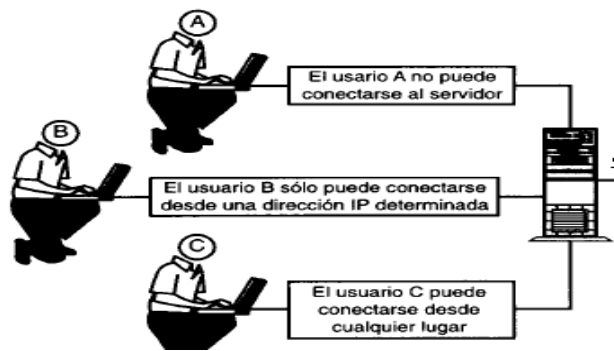 A
El usario A no puede
conectarse al servidor
B
El usuario B sólo puede conectarse
desde una dirección IP determinada
C
El usuario C puede
conectarse desde
cualquier lugar